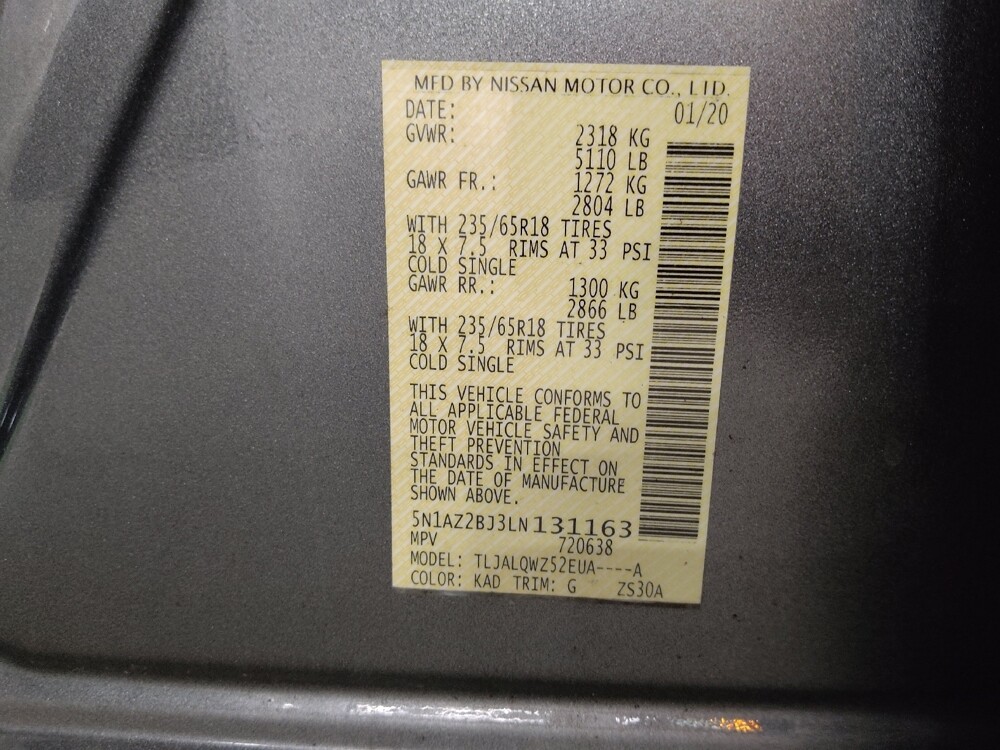 MFD BY NISSAN MOTOR CO., LTD.
DATE: 01/20
GVWR: 2318 KG
5110 LB
GAWR FR.: 1272 KG
2804 LB
WITH 235/65R18 TIRES
18 X 7.5 RIMS AT 33 PSI
COLD SINGLE
GAWR RR.: 1300 KG
2866 LB
WITH 235/65R18 TIRES
18 X 7.5 RIMS AT 33 PSI
COLD SINGLE
THIS VEHICLE CONFORMS TO
ALL APPLICABLE FEDERAL
MOTOR VEHICLE SAFETY AND
THEFT PREVENTION
STANDARDS IN EFFECT ON
THE DATE OF MANUFACTURE
SHOWN ABOVE.
5N1AZ2BJ3LN131163
MPV 720638
MODEL: TLJALQWZ52EUA----A
COLOR: KAD TRIM: G ZS30A